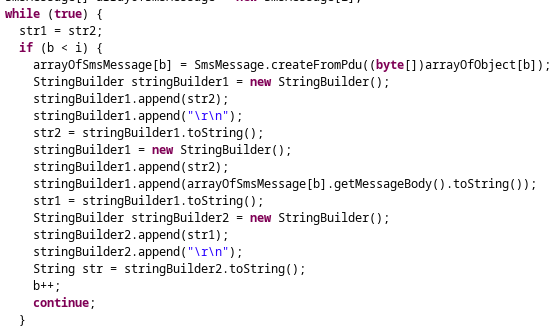 while (true) {
str1 = str2;
if (b < i) {
arrayOfSmsMessage[b] = SmsMessage.createFromPdu((byte[])arrayOfObject[b]);
StringBuilder stringBuilder1 = new StringBuilder();
stringBuilder1.append(str2);
stringBuilder1.append("\r\n");
str2 = stringBuilder1.toString();
stringBuilder1 = new StringBuilder();
stringBuilder1.append(str2);
stringBuilder1.append(arrayOfSmsMessage[b].getMessageBody().toString());
str1 = stringBuilder1.toString();
StringBuilder stringBuilder2 = new StringBuilder();
stringBuilder2.append(str1);
stringBuilder2.append("\r\n");
String str = stringBuilder2.toString();
b++;
continue;
}